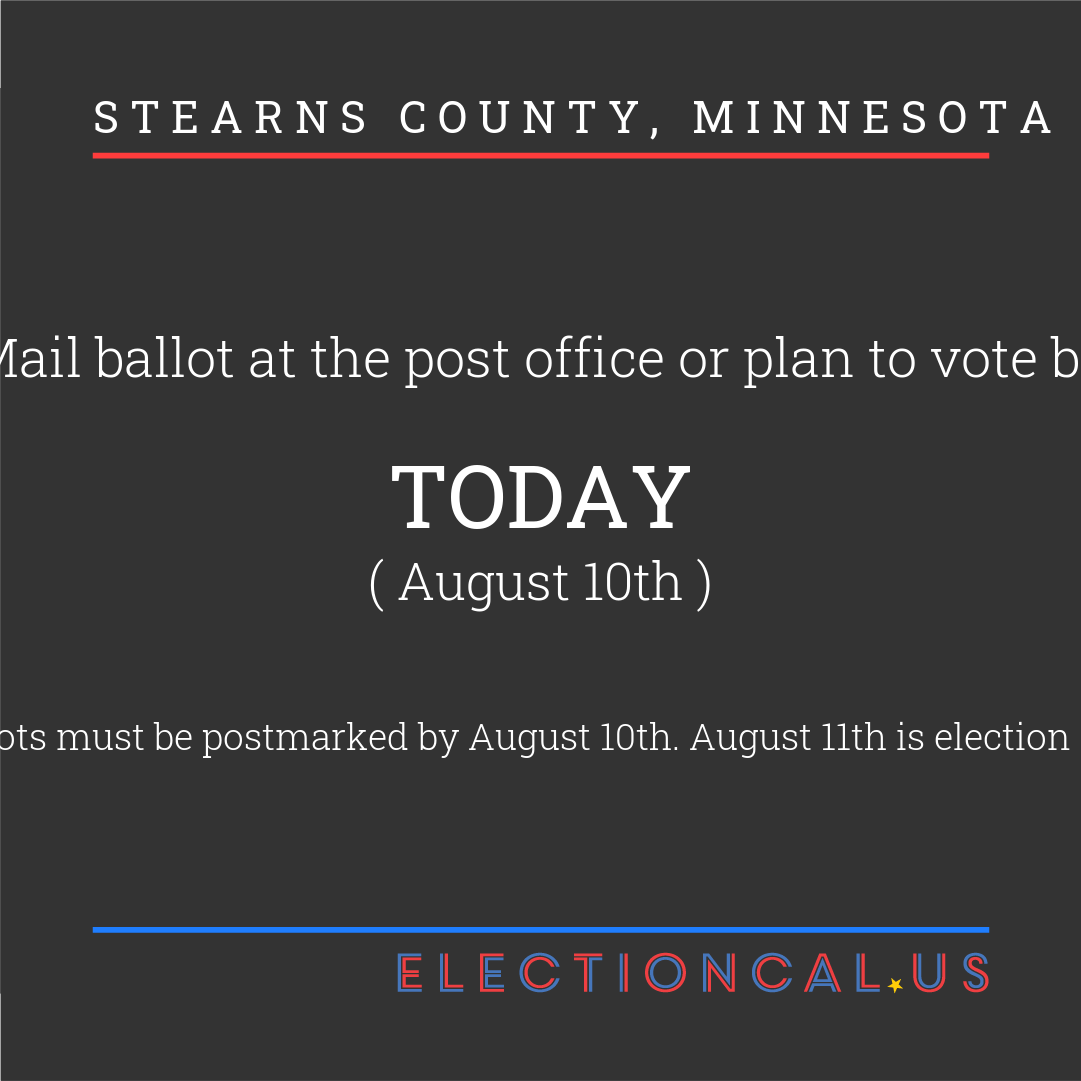 STEARNS COUNTY, MINNESOTA
Mail ballot at the post office or plan to vote b
TODAY
( August 10th )
ots must be postmarked by August 10th. August 11th is election
ELECTIONCAL.US